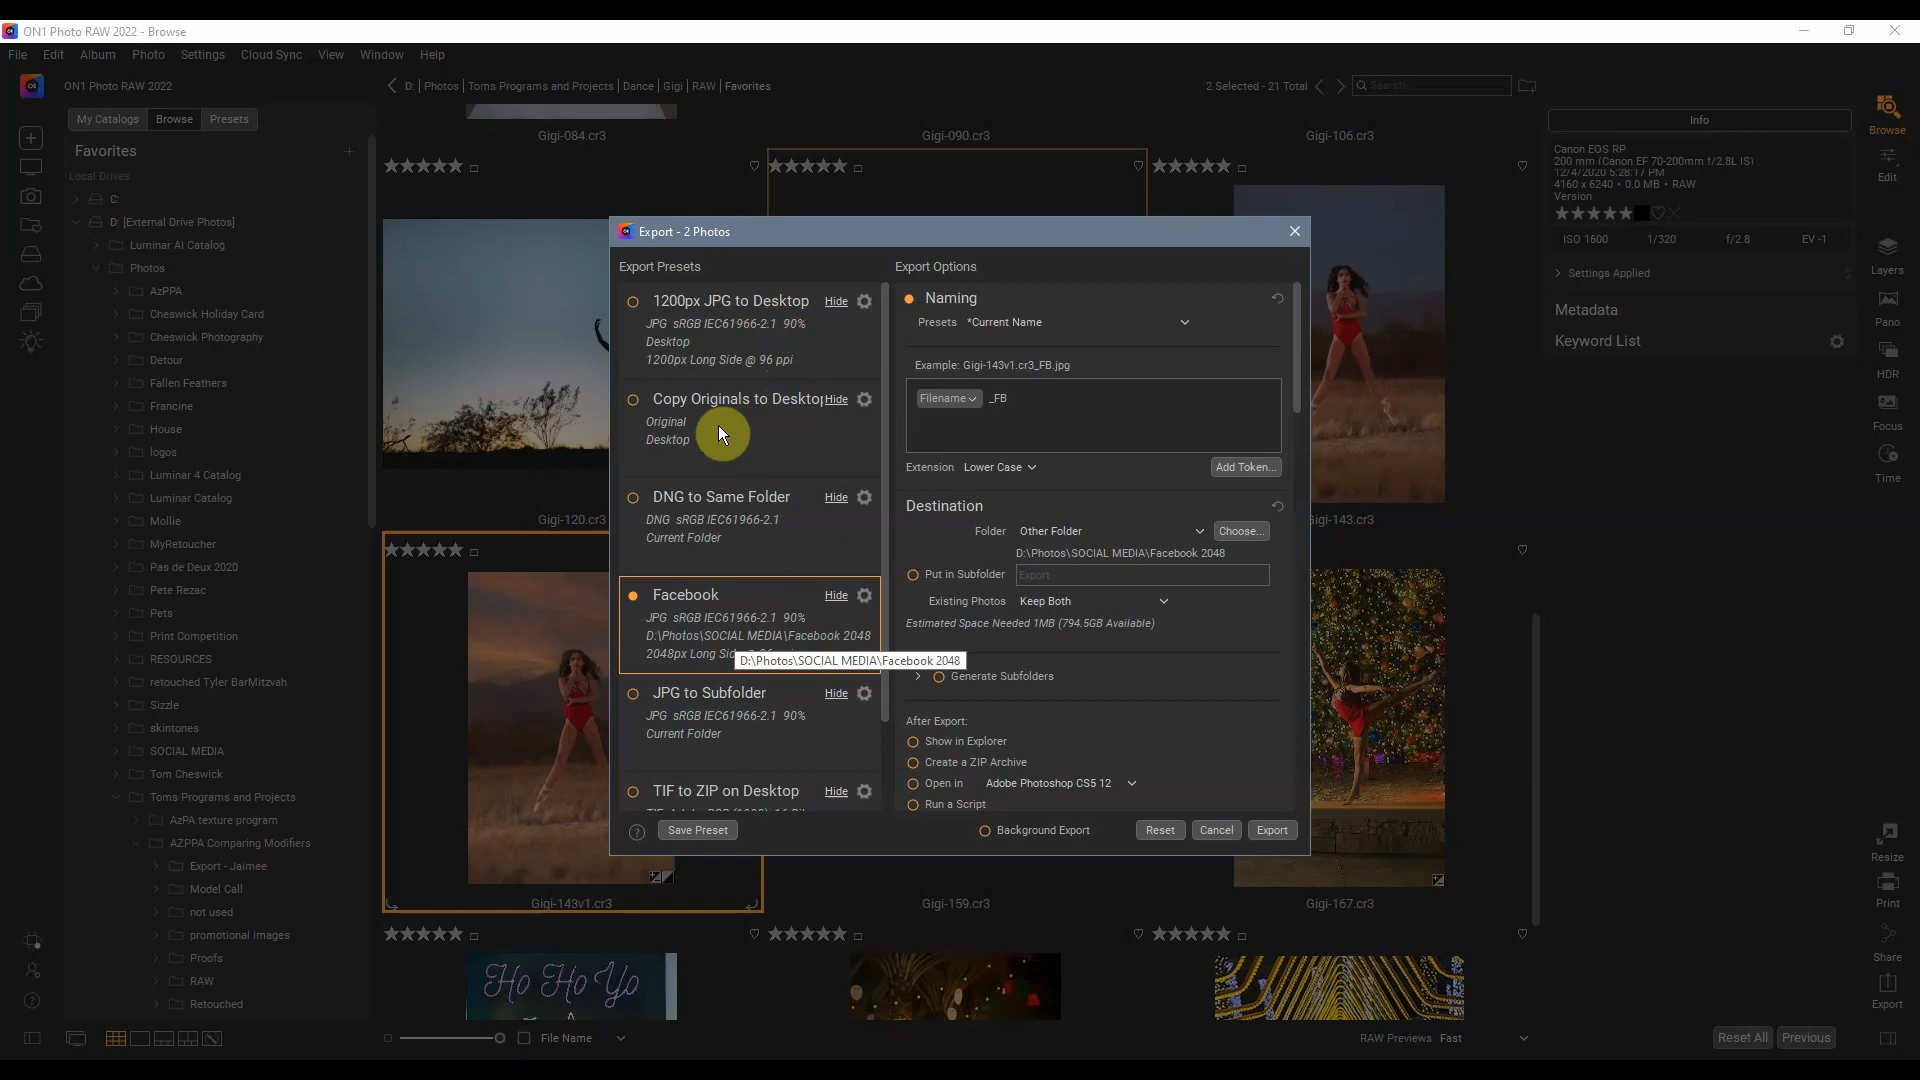 ON1 Photo RAW 2022 - Browse
File Edit Album Photo Settings Cloud Sync View Window Help
ON1 Photo RAW 2022
D: Photos Toms Programs and Projects Dance Gigi RAW Favorites
2 Selected - 21 Total
Search
My Catalogs Browse Presets
Favorites
Local Drives
C:
D: [External Drive Photos]
Luminar AI Catalog
Photos
AzPPA
Cheswick Holiday Card
Cheswick Photography
Detour
Fallen Feathers
Francine
House
logos
Luminar 4 Catalog
Luminar Catalog
Mollie
MyRetoucher
Pas de Deux 2020
Pete Rezac
Pets
Print Competition
RESOURCES
retouched Tyler BarMitzvah
Sizzle
skintones
SOCIAL MEDIA
Tom Cheswick
Toms Programs and Projects
AzPA texture program
AZPPA Comparing Modifiers
Export - Jaimee
Model Call
not used
promotional images
Proofs
RAW
Retouched
Gigi-084.cr3
Gigi-090.cr3
Gigi-106.cr3
Gigi-120.cr3
Gigi-143.cr3
Gigi-143v1.cr3
Gigi-159.cr3
Gigi-167.cr3
Ho Ho Yo
Export - 2 Photos
Export Presets
1200px JPG to Desktop Hide
JPG sRGB IEC61966-2.1 90%
Desktop
1200px Long Side @ 96 ppi
Copy Originals to Desktop Hide
Original
Desktop
DNG to Same Folder Hide
DNG sRGB IEC61966-2.1
Current Folder
Facebook Hide
JPG sRGB IEC61966-2.1 90%
D:\Photos\SOCIAL MEDIA\Facebook 2048
2048px Long Sid
D:\Photos\SOCIAL MEDIA\Facebook 2048
JPG to Subfolder Hide
JPG sRGB IEC61966-2.1 90%
Current Folder
TIF to ZIP on Desktop Hide
Save Preset
Export Options
Naming
Presets *Current Name
Example: Gigi-143v1.cr3_FB.jpg
Filename _FB
Extension Lower Case Add Token...
Destination
Folder Other Folder Choose...
D:\Photos\SOCIAL MEDIA\Facebook 2048
Put in Subfolder Export
Existing Photos Keep Both
Estimated Space Needed 1MB (794.5GB Available)
Generate Subfolders
After Export:
Show in Explorer
Create a ZIP Archive
Open in Adobe Photoshop CS5 12
Run a Script
Background Export Reset Cancel Export
Info
Canon EOS RP
200 mm (Canon EF 70-200mm f/2.8L IS)
12/4/2020 5:28:17 PM
4160 x 6240 • 0.0 MB • RAW
Version
ISO 1600 1/320 f/2.8 EV -1
Settings Applied
Metadata
Keyword List
Browse
Edit
Layers
Pano
HDR
Focus
Time
Resize
Print
Share
Export
File Name
RAW Previews Fast
Reset All Previous